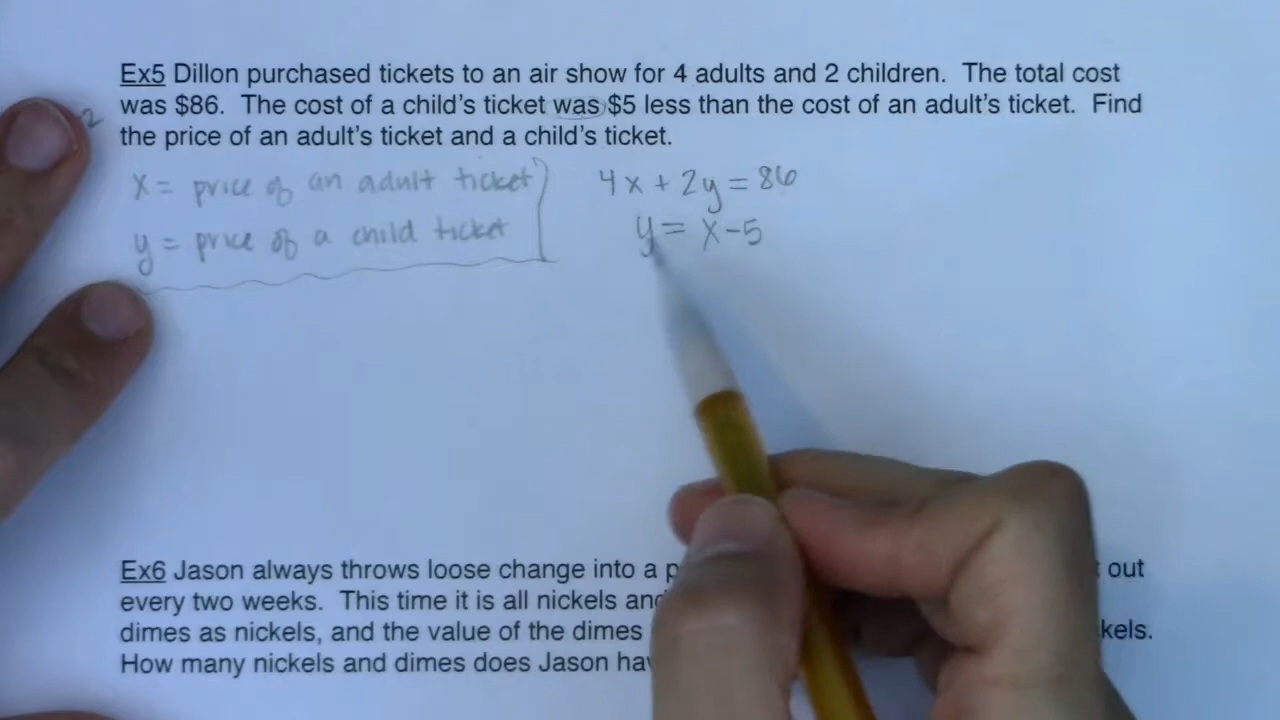 Ex5 Dillon purchased tickets to an air show for 4 adults and 2 children. The total cost
was $86. The cost of a child's ticket was $5 less than the cost of an adult's ticket. Find
the price of an adult's ticket and a child's ticket.
x = price of an adult ticket
y = price of a child ticket
4x + 2y = 86
y = x - 5
Ex6 Jason always throws loose change into a out
every two weeks. This time it is all nickels
dimes as nickels, and the value of the dimes
How many nickels and dimes does Jason